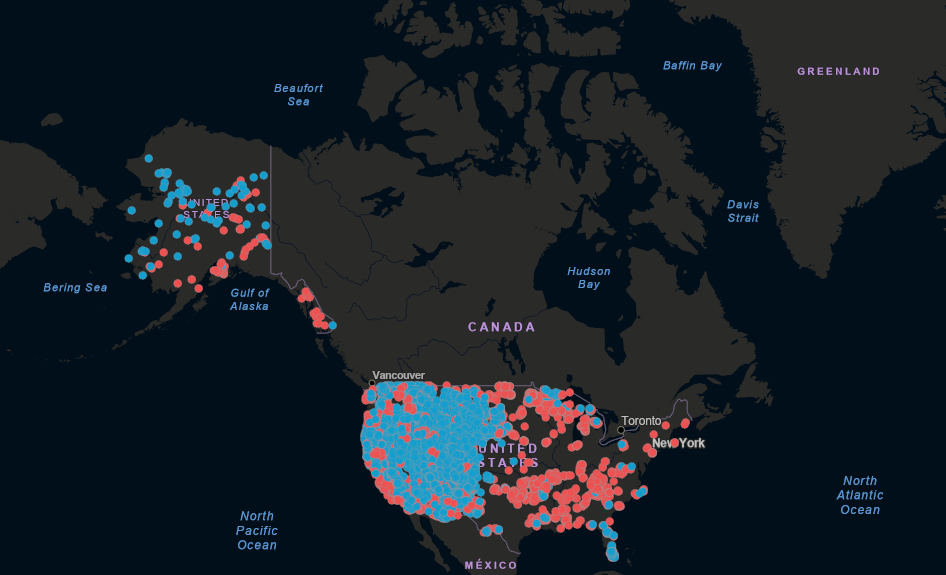 Baffin Bay
GREENLAND
Beaufort
Sea
UNITED
STATES
Davis
Strait
Hudson
Bay
Bering Sea
Gulf of
Alaska
CANADA
Vancouver
Toronto
New York
UNITED
STATES
North
Atlantic
Ocean
North
Pacific
Ocean
MÉXICO